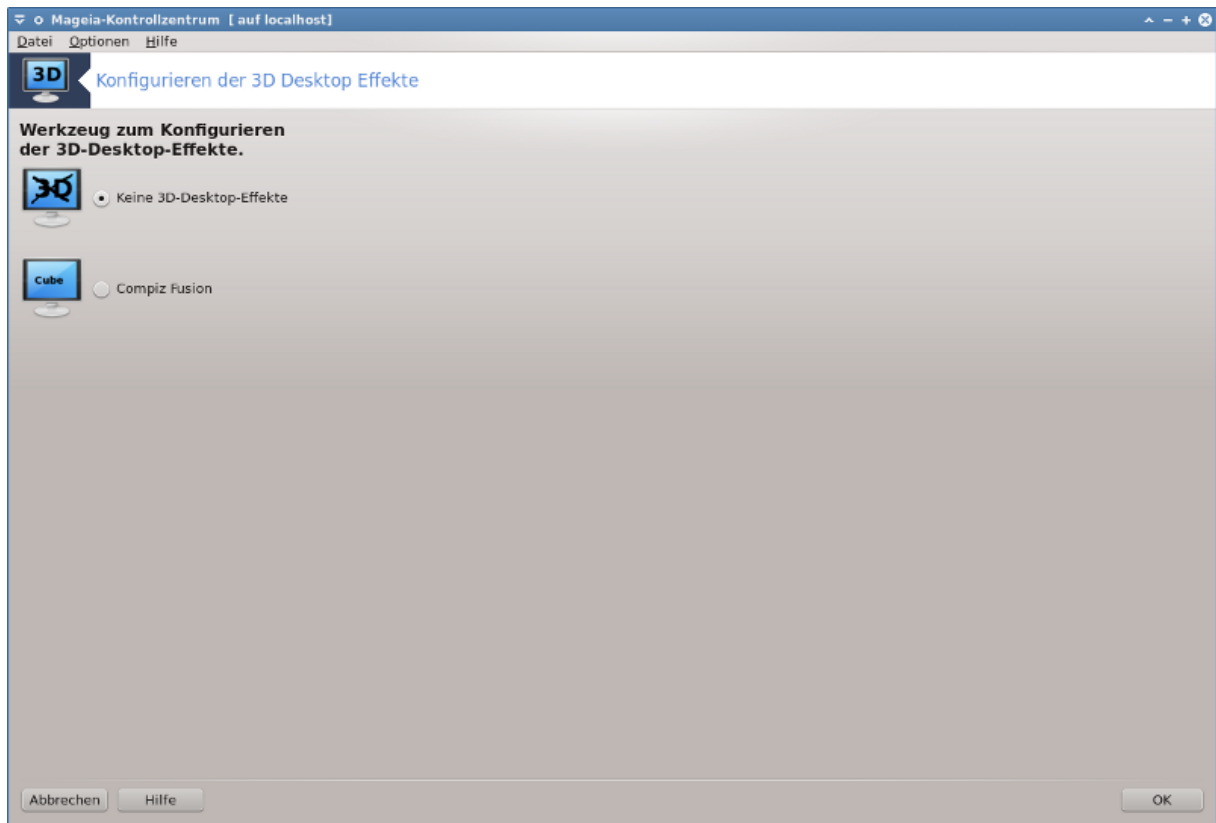 Mageia-Kontrollzentrum [ auf localhost]
Datei Optionen Hilfe
3D
Konfigurieren der 3D Desktop Effekte
Werkzeug zum Konfigurieren
der 3D-Desktop-Effekte.
3D
Keine 3D-Desktop-Effekte
Cube
Compiz Fusion
Abbrechen Hilfe OK